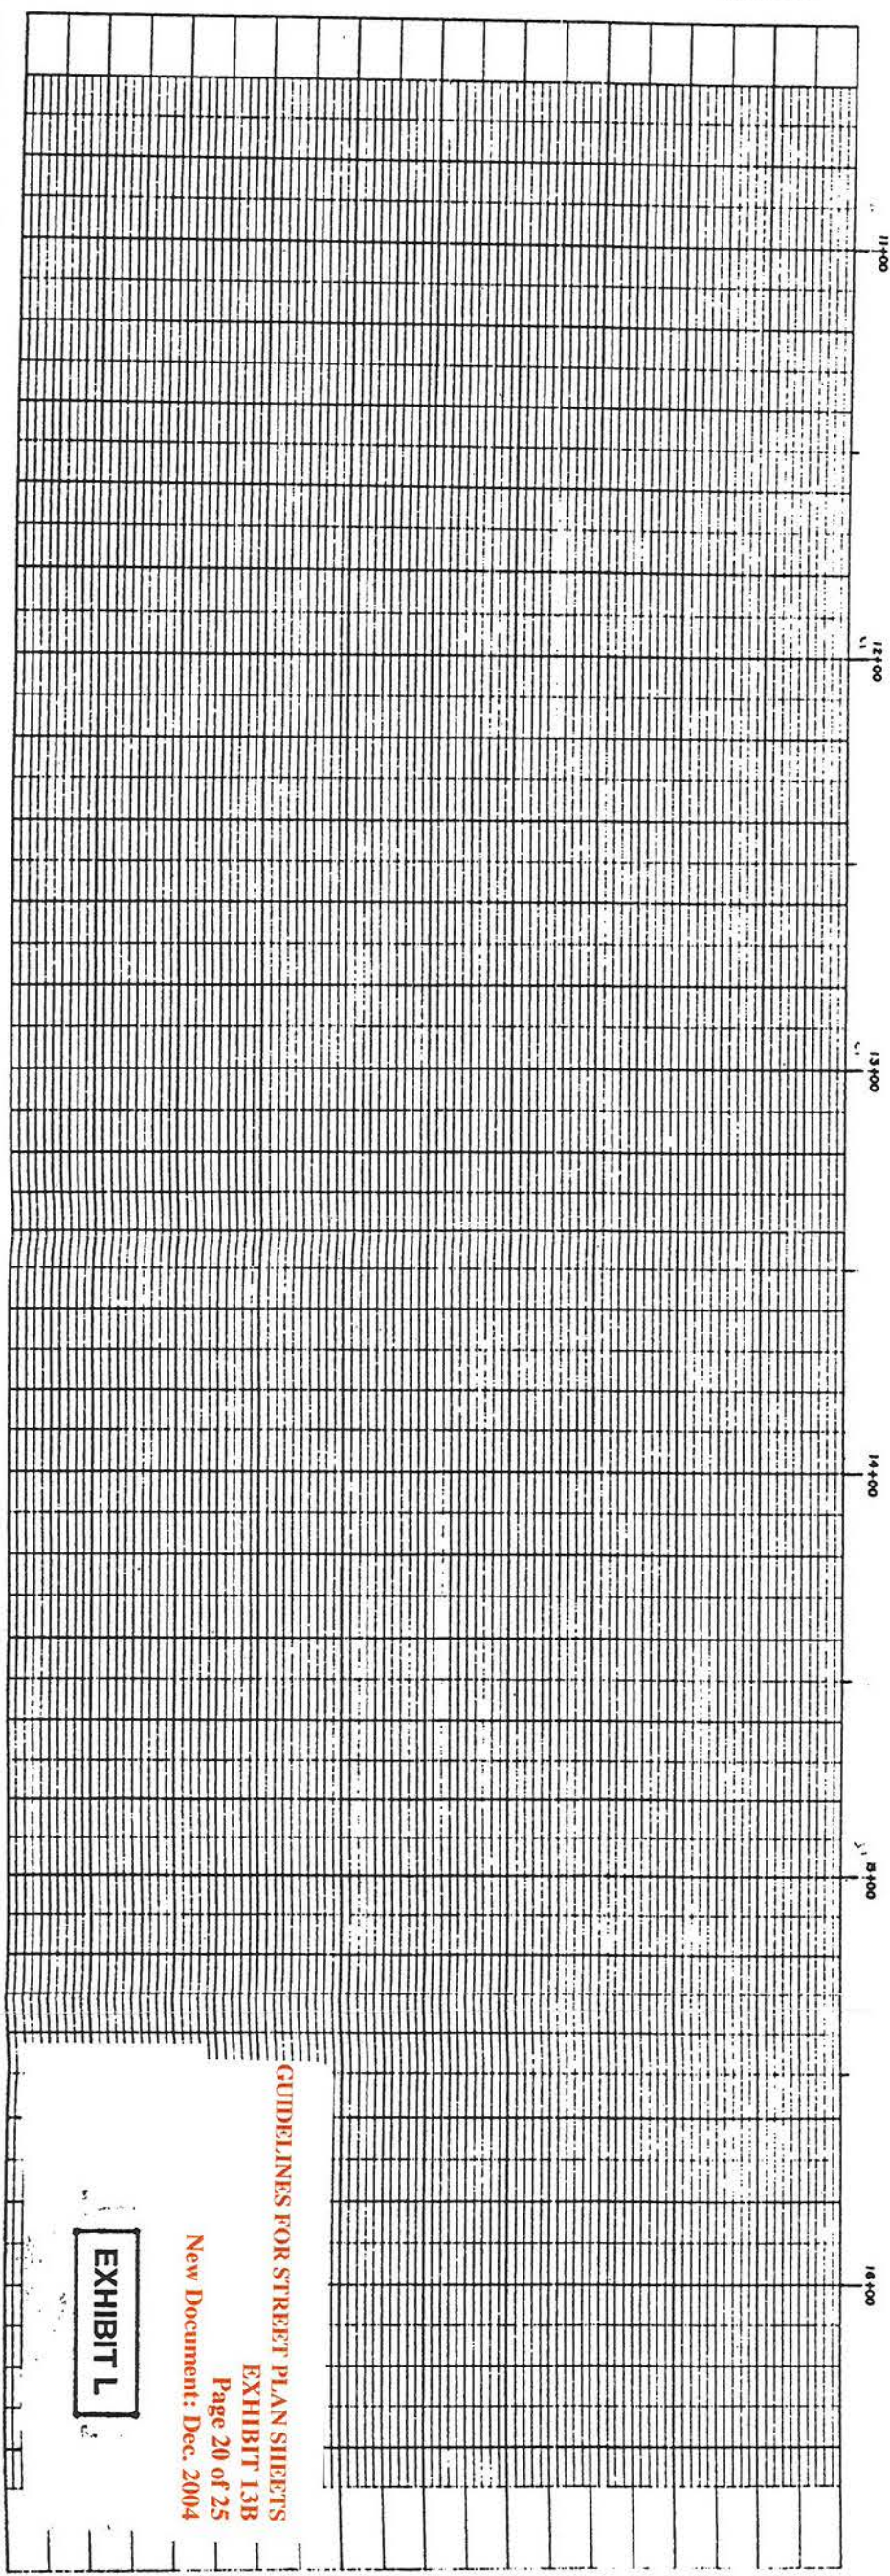 11+00
12+00
13+00
14+00
15+00
16+00
GUIDELINES FOR STREET PLAN SHEETS
EXHIBIT 13B
Page 20 of 25
New Document: Dec. 2004
EXHIBIT L